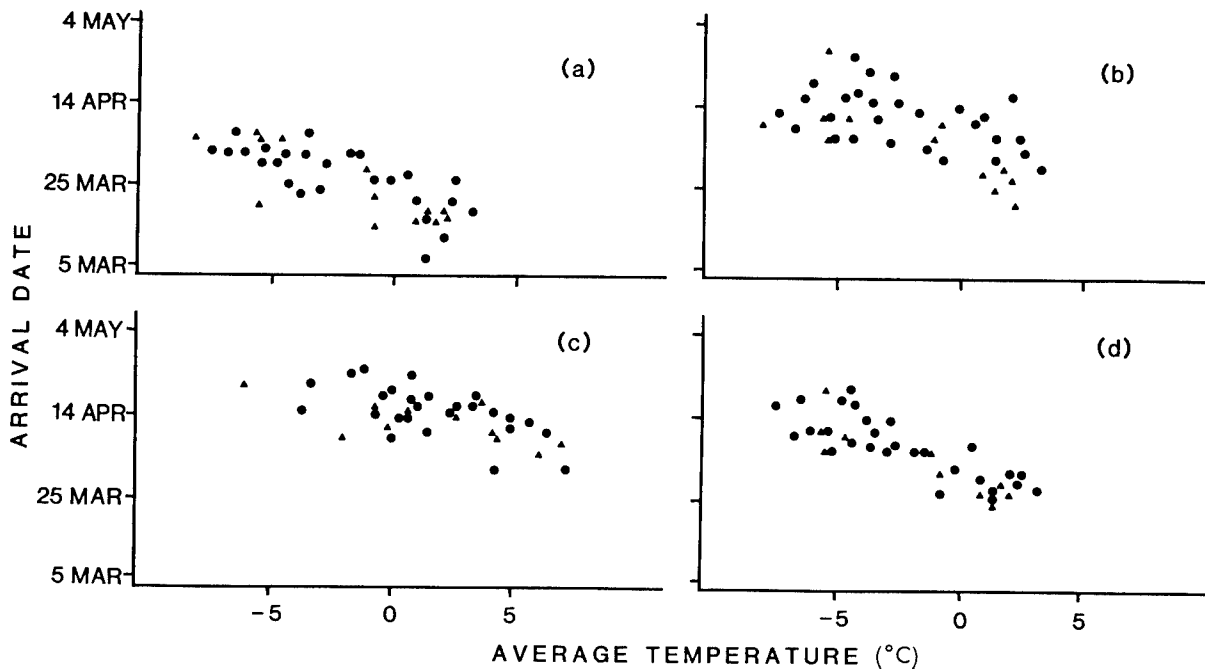 4 MAY
14 APR
25 MAR
5 MAR
(a)
(b)
4 MAY
14 APR
25 MAR
5 MAR
(c)
(d)
-5 0 5
-5 0 5
ARRIVAL DATE
AVERAGE TEMPERATURE (°C)